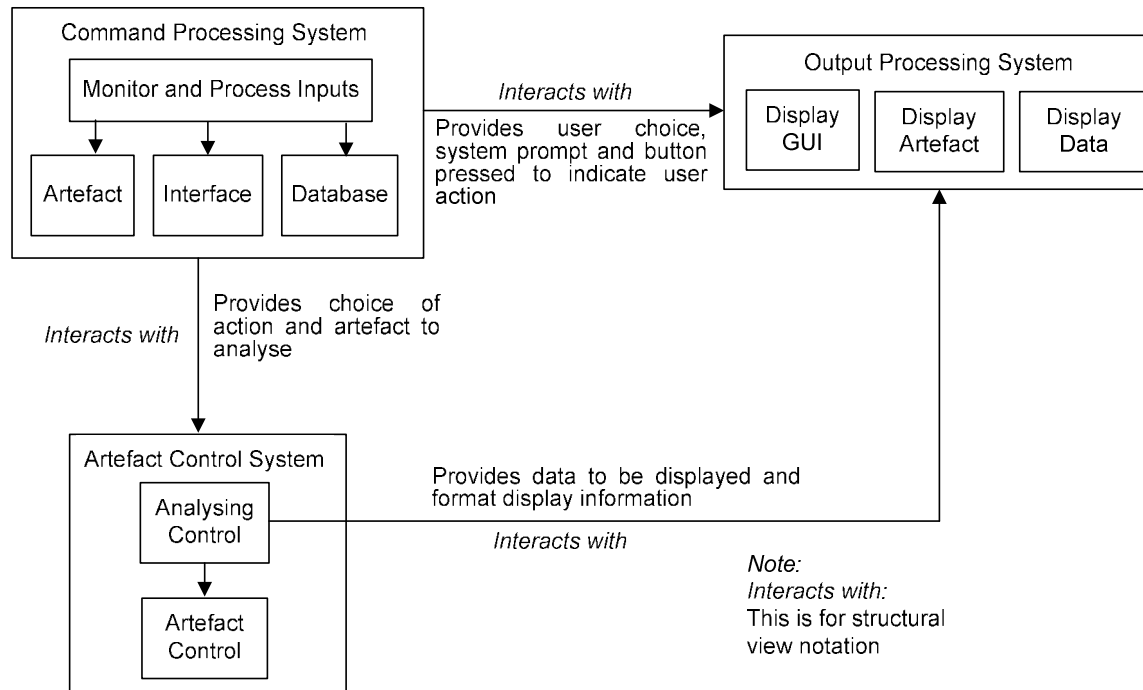 Command Processing System
Monitor and Process Inputs
Artefact
Interface
Database
Interacts with
Provides user choice,
system prompt and button
pressed to indicate user
action
Output Processing System
Display
GUI
Display
Artefact
Display
Data
Interacts with
Provides choice of
action and artefact to
analyse
Artefact Control System
Analysing
Control
Artefact
Control
Provides data to be displayed and
format display information
Interacts with
Note:
Interacts with:
This is for structural
view notation